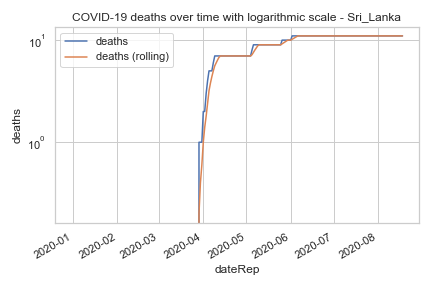 COVID-19 deaths over time with logarithmic scale - Sri_Lanka
deaths
deaths (rolling)
10¹
10⁰
deaths
2020-01
2020-02
2020-03
2020-04
2020-05
2020-06
2020-07
2020-08
dateRep